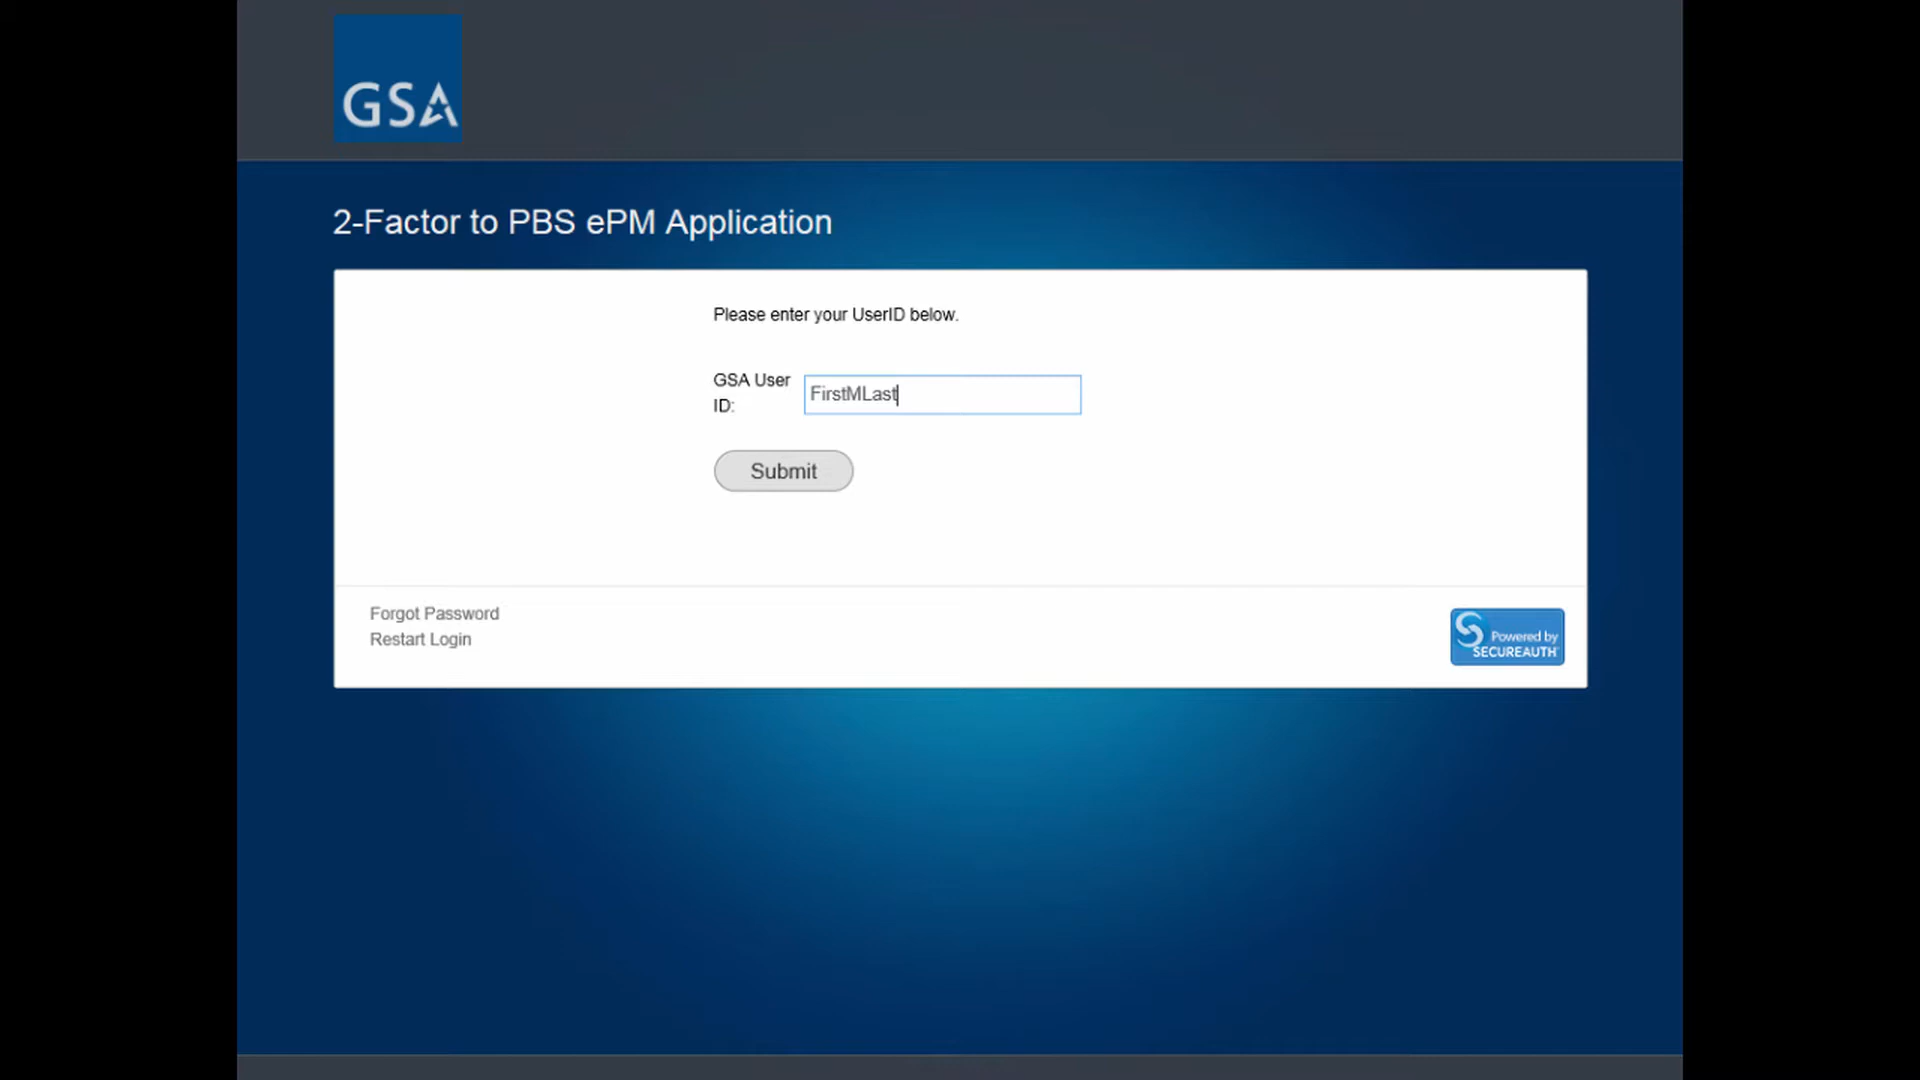 GSA
2-Factor to PBS ePM Application
Please enter your UserID below.
GSA User
ID:
FirstMLast
Submit
Forgot Password
Restart Login
Powered by
SECUREAUTH